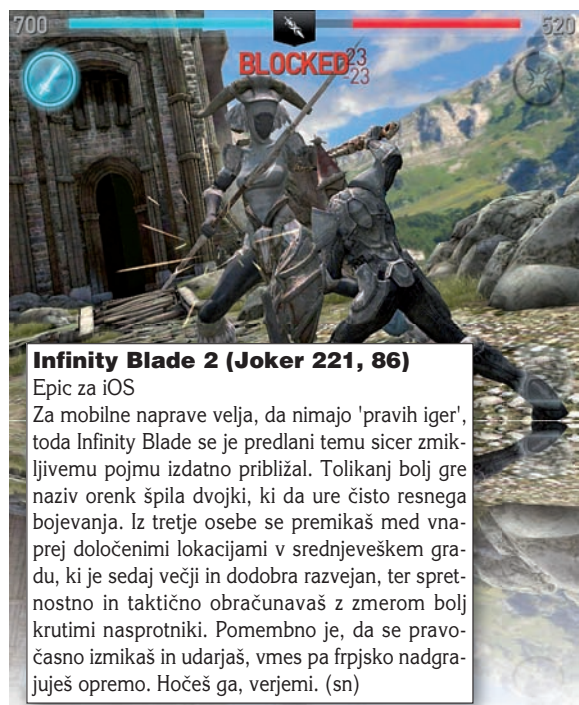 700 520
BLOCKED 23
-23
Infinity Blade 2 (Joker 221, 86)
Epic za iOS
Za mobilne naprave velja, da nimajo 'pravih iger',
toda Infinity Blade se je predlani temu sicer zmik-
ljivemu pojmu izdatno približal. Tolikanj bolj gre
naziv orenk špila dvojki, ki da ure čisto resnega
bojevanja. Iz tretje osebe se premikaš med vna-
prej določenimi lokacijami v srednjeveškem gra-
du, ki je sedaj večji in dodobra razvejan, ter spret-
nostno in taktično obračunavaš z zmerom bolj
krutimi nasprotniki. Pomembno je, da se pravo-
časno izmikaš in udarjaš, vmes pa frpjsko nadgra-
juješ opremo. Hočeš ga, verjemi. (sn)